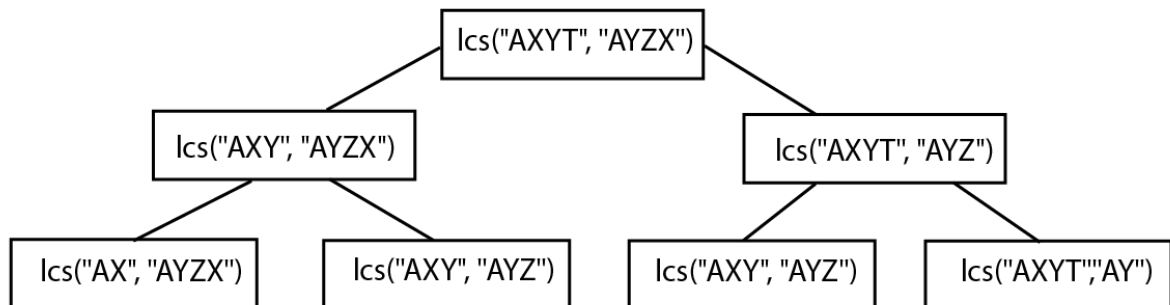 lcs("AXYT", "AYZX")
lcs("AXY", "AYZX")
lcs("AXYT", "AYZ")
lcs("AX", "AYZX")
lcs("AXY", "AYZ")
lcs("AXY", "AYZ")
lcs("AXYT","AY")